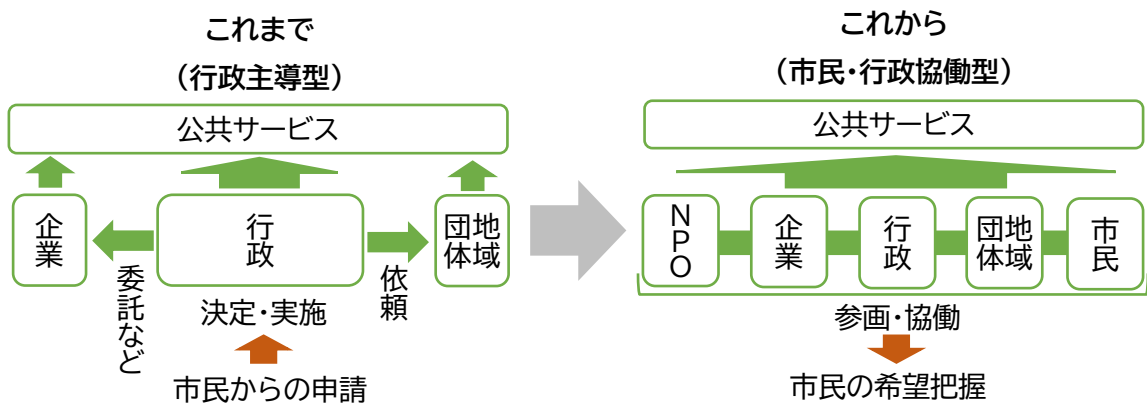 これまで
（行政主導型）
公共サービス
企業
行政
地域団体
委託など
依頼
決定・実施
市民からの申請
これから
（市民・行政協働型）
公共サービス
NPO
企業
行政
地域団体
市民
参画・協働
市民の希望把握